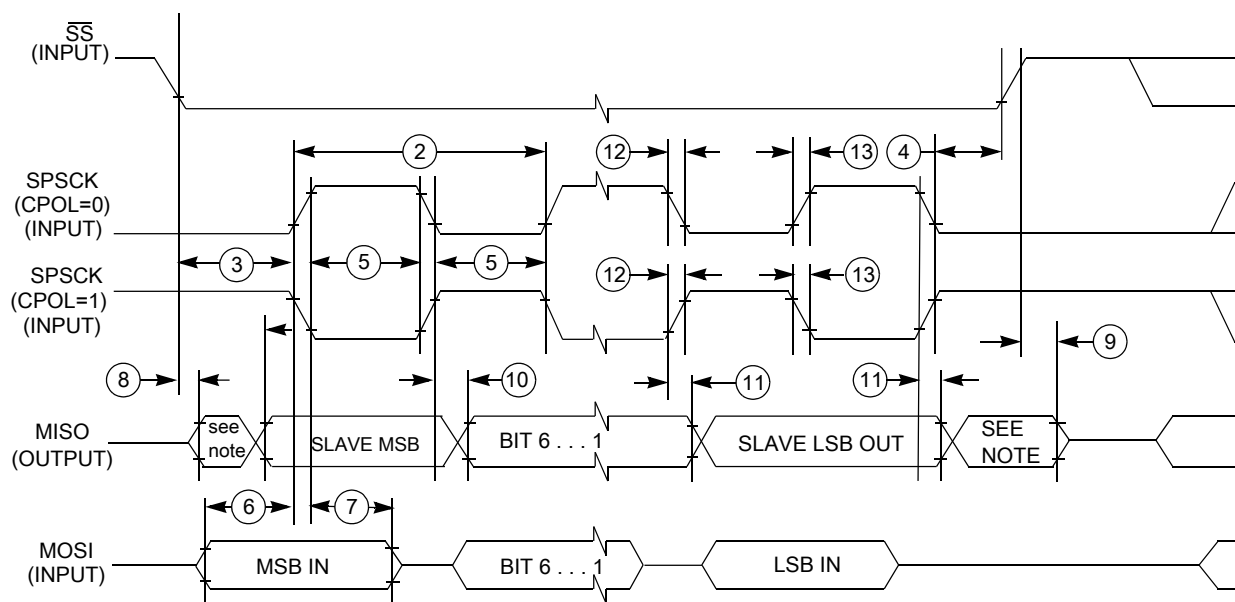 SS
(INPUT)
2
12
13
4
SPSCK
(CPOL=0)
(INPUT)
3
5
5
12
13
SPSCK
(CPOL=1)
(INPUT)
8
10
11
11
9
MISO
(OUTPUT)
see
note
SLAVE MSB
BIT 6 . . . 1
SLAVE LSB OUT
SEE
NOTE
6
7
MOSI
(INPUT)
MSB IN
BIT 6 . . . 1
LSB IN